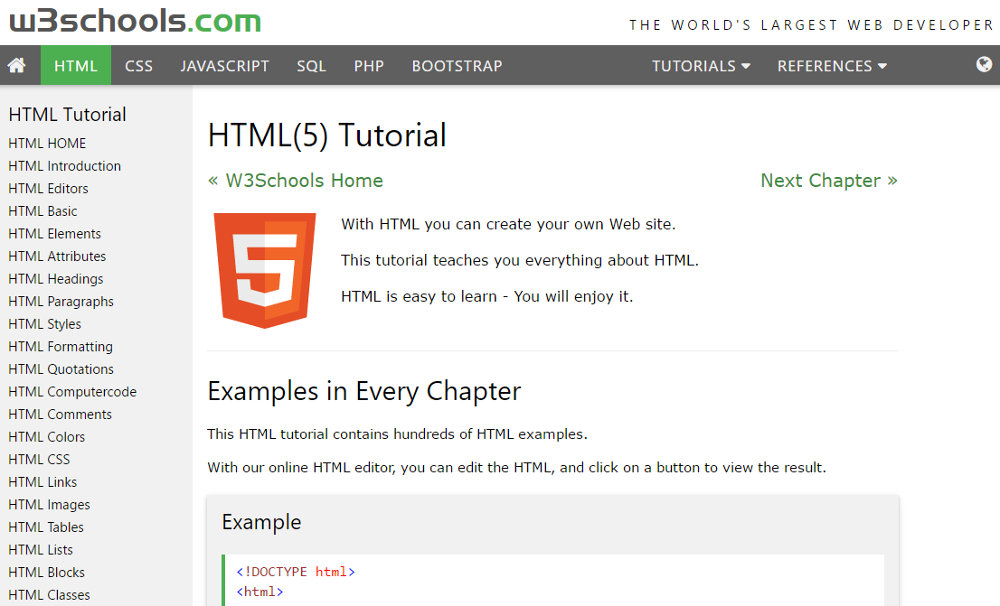 w3schools.com
THE WORLD'S LARGEST WEB DEVELOPER
HTML CSS JAVASCRIPT SQL PHP BOOTSTRAP TUTORIALS REFERENCES
HTML Tutorial
HTML HOME
HTML Introduction
HTML Editors
HTML Basic
HTML Elements
HTML Attributes
HTML Headings
HTML Paragraphs
HTML Styles
HTML Formatting
HTML Quotations
HTML Computercode
HTML Comments
HTML Colors
HTML CSS
HTML Links
HTML Images
HTML Tables
HTML Lists
HTML Blocks
HTML Classes
HTML(5) Tutorial
« W3Schools Home
Next Chapter »
5
With HTML you can create your own Web site.
This tutorial teaches you everything about HTML.
HTML is easy to learn - You will enjoy it.
Examples in Every Chapter
This HTML tutorial contains hundreds of HTML examples.
With our online HTML editor, you can edit the HTML, and click on a button to view the result.
Example
<!DOCTYPE html>
<html>